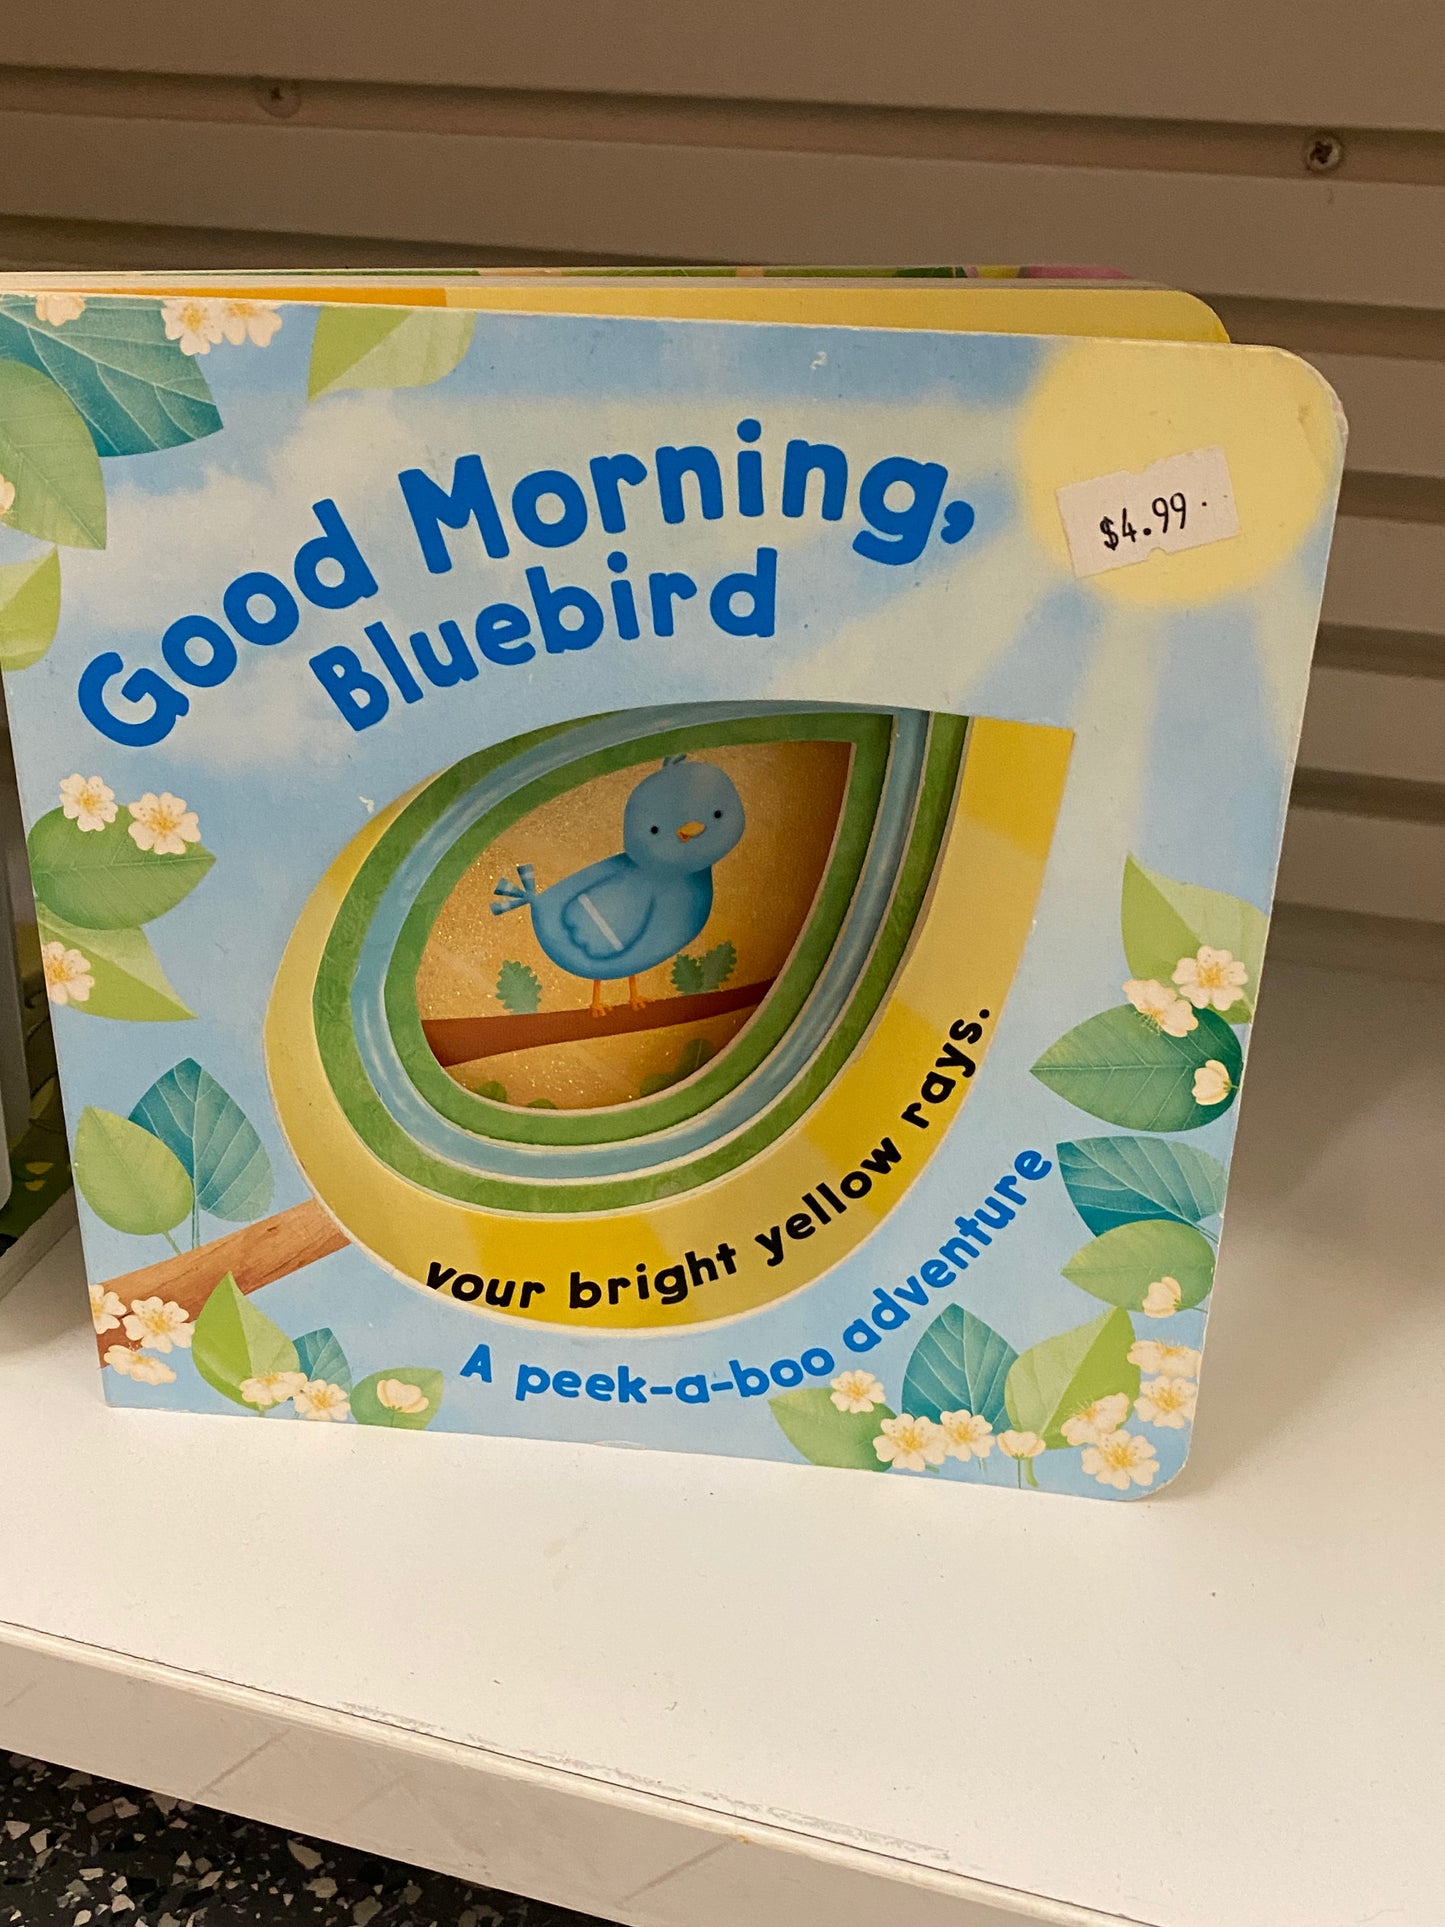 Good Morning,
Bluebird
$4.99
your bright yellow rays.
A peek-a-boo adventure